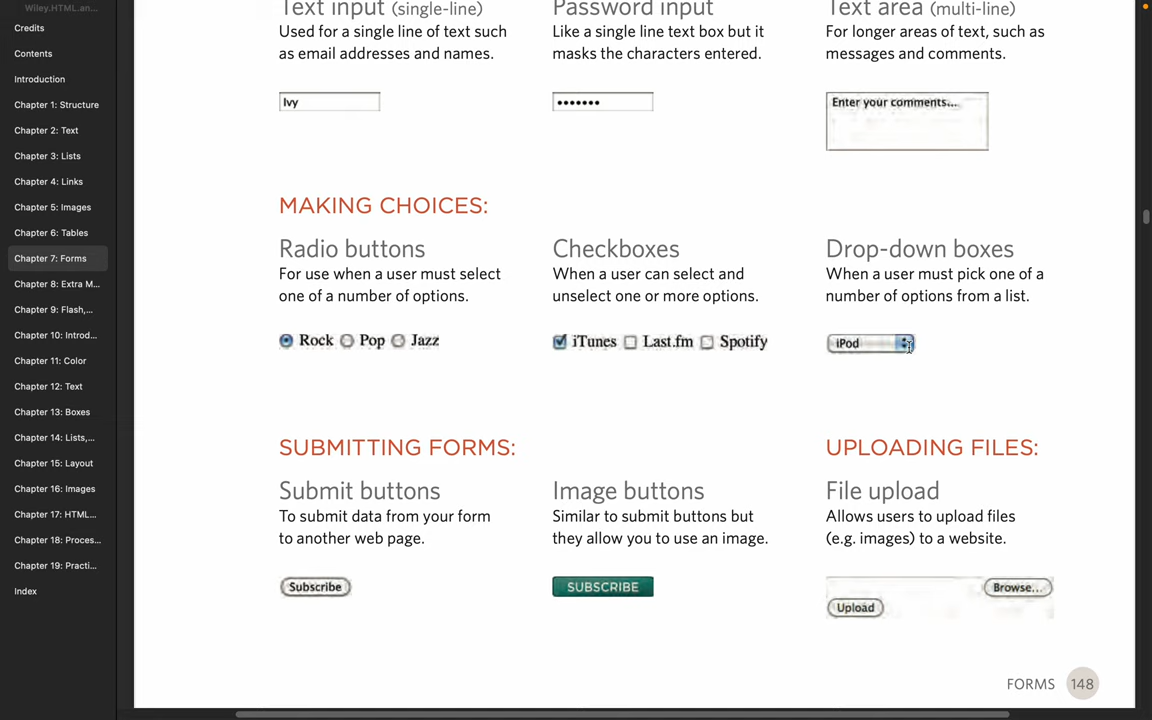 Wiley.HTML.an...
Credits
Contents
Introduction
Chapter 1: Structure
Chapter 2: Text
Chapter 3: Lists
Chapter 4: Links
Chapter 5: Images
Chapter 6: Tables
Chapter 7: Forms
Chapter 8: Extra M...
Chapter 9: Flash,...
Chapter 10: Introd...
Chapter 11: Color
Chapter 12: Text
Chapter 13: Boxes
Chapter 14: Lists,...
Chapter 15: Layout
Chapter 16: Images
Chapter 17: HTML...
Chapter 18: Proces...
Chapter 19: Practi...
Index
Text input (single-line)
Used for a single line of text such
as email addresses and names.
Ivy
Password input
Like a single line text box but it
masks the characters entered.
•••••••
Text area (multi-line)
For longer areas of text, such as
messages and comments.
Enter your comments...
MAKING CHOICES:
Radio buttons
For use when a user must select
one of a number of options.
Rock Pop Jazz
Checkboxes
When a user can select and
unselect one or more options.
iTunes Last.fm Spotify
Drop-down boxes
When a user must pick one of a
number of options from a list.
iPod
SUBMITTING FORMS:
Submit buttons
To submit data from your form
to another web page.
Subscribe
Image buttons
Similar to submit buttons but
they allow you to use an image.
SUBSCRIBE
UPLOADING FILES:
File upload
Allows users to upload files
(e.g. images) to a website.
Browse...
Upload
FORMS 148